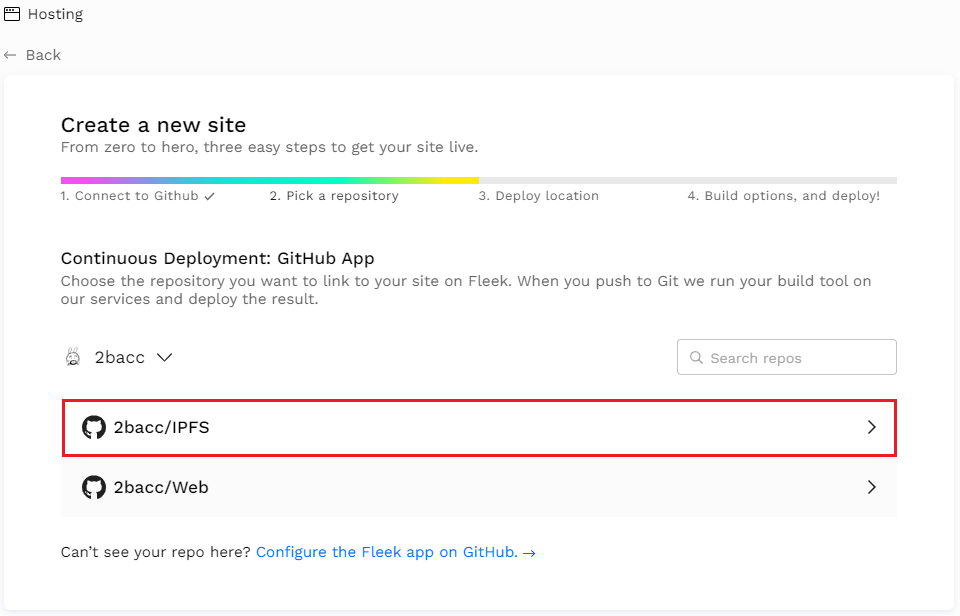 Hosting
← Back
Create a new site
From zero to hero, three easy steps to get your site live.
1. Connect to Github ✓
2. Pick a repository
3. Deploy location
4. Build options, and deploy!
Continuous Deployment: GitHub App
Choose the repository you want to link to your site on Fleek. When you push to Git we run your build tool on
our services and deploy the result.
2bacc
Search repos
2bacc/IPFS
2bacc/Web
Can’t see your repo here? Configure the Fleek app on GitHub. →